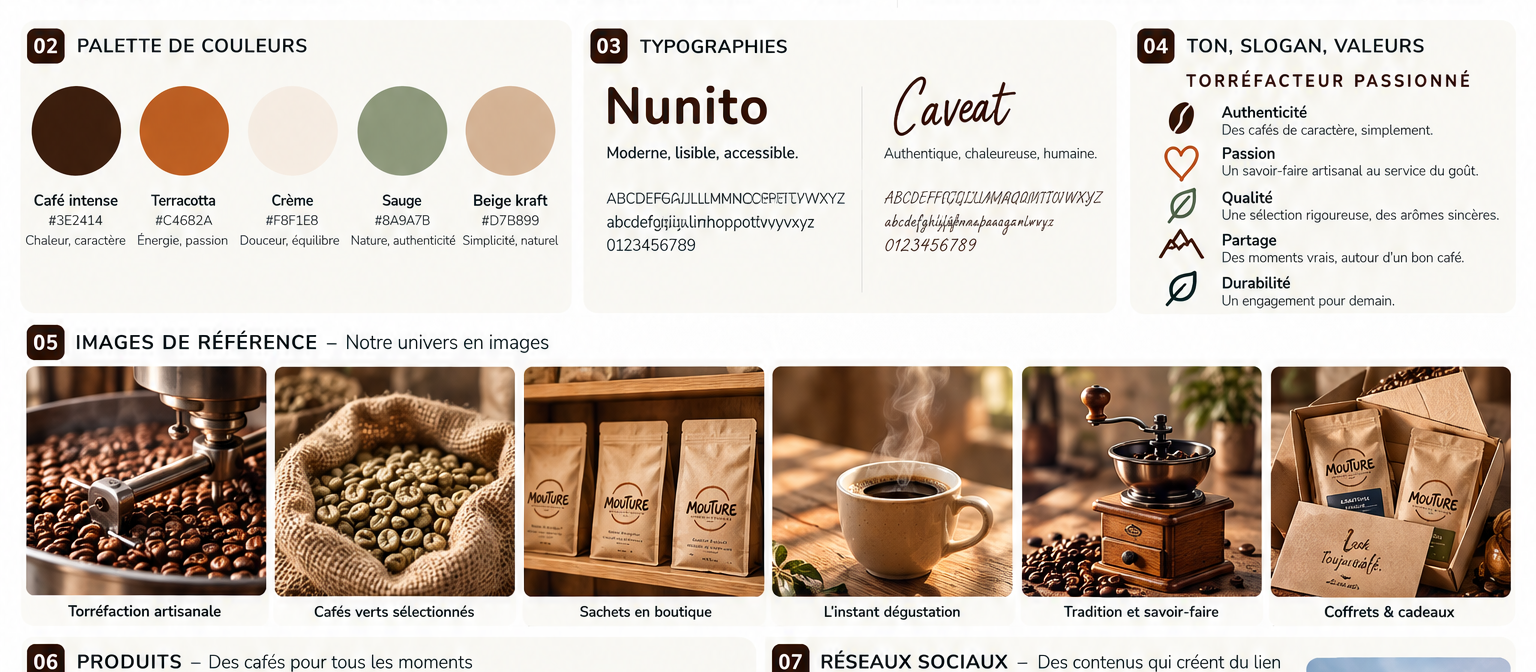 02 PALETTE DE COULEURS
Café intense
#3E2414
Chaleur, caractère
Terracotta
#C4682A
Énergie, passion
Crème
#F8F1E8
Douceur, équilibre
Sauge
#8A9A7B
Nature, authenticité
Beige kraft
#D7B899
Simplicité, naturel
03 TYPOGRAPHIES
Nunito
Moderne, lisible, accessible.
0123456789
Caveat
Authentique, chaleureuse, humaine.
0123456789
04 TON, SLOGAN, VALEURS
TORRÉFACTEUR PASSIONNÉ
Authenticité
Des cafés de caractère, simplement.
Passion
Un savoir-faire artisanal au service du goût.
Qualité
Une sélection rigoureuse, des arômes sincères.
Partage
Des moments vrais, autour d'un bon café.
Durabilité
Un engagement pour demain.
05 IMAGES DE RÉFÉRENCE – Notre univers en images
MOUTURE
MOUTURE
MOUTURE
MOUTURE
MOUTURE
Torréfaction artisanale
Cafés verts sélectionnés
Sachets en boutique
L'instant dégustation
Tradition et savoir-faire
Coffrets & cadeaux
06 PRODUITS – Des cafés pour tous les moments
07 RÉSEAUX SOCIAUX – Des contenus qui créent du lien